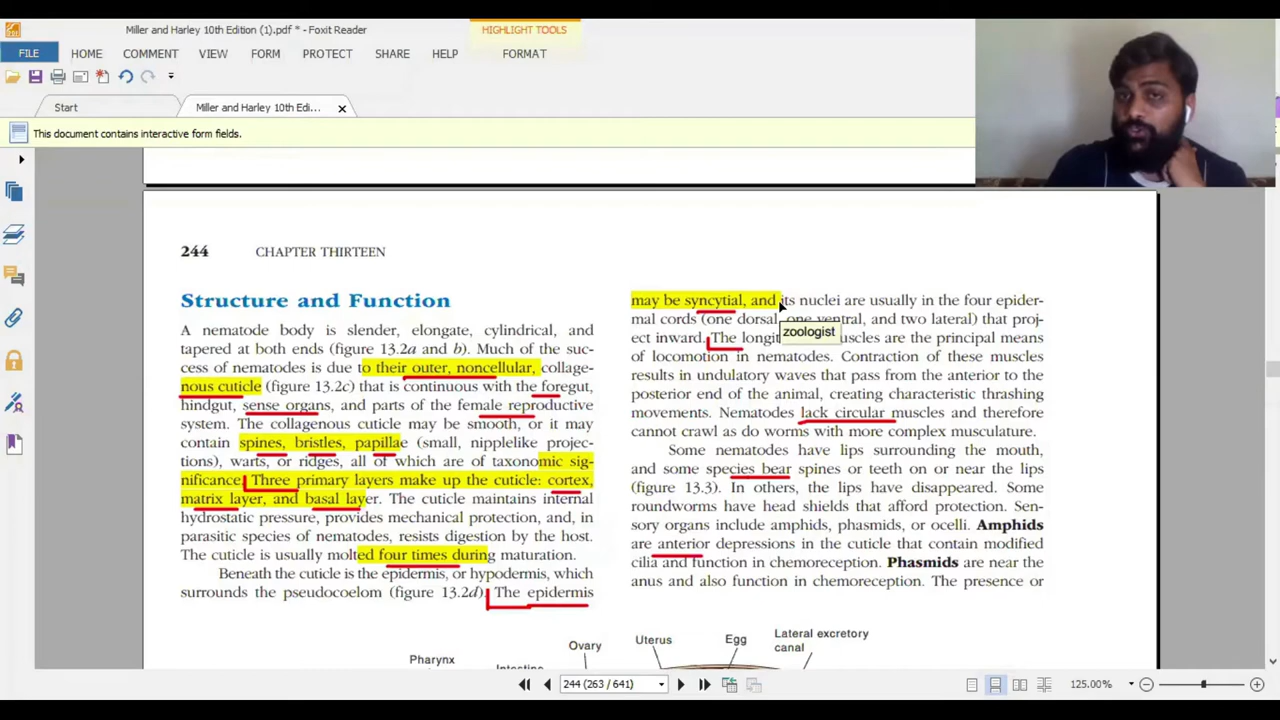 Miller and Harley 10th Edition (1).pdf * - Foxit Reader
HIGHLIGHT TOOLS
FILE HOME COMMENT VIEW FORM PROTECT SHARE HELP FORMAT
Start
Miller and Harley 10th Edi...
This document contains interactive form fields.
244 CHAPTER THIRTEEN
Structure and Function
A nematode body is slender, elongate, cylindrical, and
tapered at both ends (figure 13.2a and b). Much of the suc-
cess of nematodes is due to their outer, noncellular, collage-
nous cuticle (figure 13.2c) that is continuous with the foregut,
hindgut, sense organs, and parts of the female reproductive
system. The collagenous cuticle may be smooth, or it may
contain spines, bristles, papillae (small, nipplelike projec-
tions), warts, or ridges, all of which are of taxonomic sig-
nificance. Three primary layers make up the cuticle: cortex,
matrix layer, and basal layer. The cuticle maintains internal
hydrostatic pressure, provides mechanical protection, and, in
parasitic species of nematodes, resists digestion by the host.
The cuticle is usually molted four times during maturation.
Beneath the cuticle is the epidermis, or hypodermis, which
surrounds the pseudocoelom (figure 13.2d). The epidermis
may be syncytial, and its nuclei are usually in the four epider-
mal cords (one dorsal, one ventral, and two lateral) that proj-
ect inward. The longit muscles are the principal means
zoologist
of locomotion in nematodes. Contraction of these muscles
results in undulatory waves that pass from the anterior to the
posterior end of the animal, creating characteristic thrashing
movements. Nematodes lack circular muscles and therefore
cannot crawl as do worms with more complex musculature.
Some nematodes have lips surrounding the mouth,
and some species bear spines or teeth on or near the lips
(figure 13.3). In others, the lips have disappeared. Some
roundworms have head shields that afford protection. Sen-
sory organs include amphids, phasmids, or ocelli. Amphids
are anterior depressions in the cuticle that contain modified
cilia and function in chemoreception. Phasmids are near the
anus and also function in chemoreception. The presence or
Pharynx
Intestine
Ovary
Uterus
Egg
Lateral excretory
canal
244 (263 / 641)
125.00%